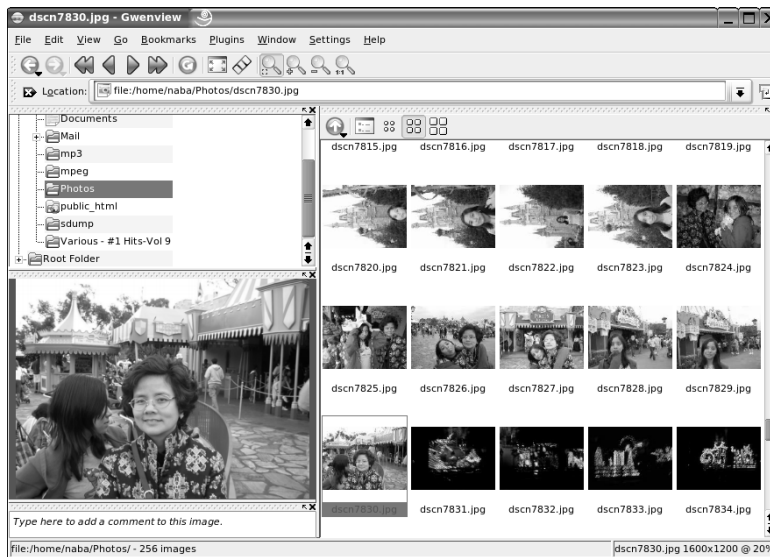 dscn7830.jpg - Gwenview
File Edit View Go Bookmarks Plugins Window Settings Help
Location: file:/home/naba/Photos/dscn7830.jpg
Documents
Mail
mp3
mpeg
Photos
public_html
sdump
Various - #1 Hits-Vol 9
Root Folder
Type here to add a comment to this image.
dscn7815.jpg dscn7816.jpg dscn7817.jpg dscn7818.jpg dscn7819.jpg
dscn7820.jpg dscn7821.jpg dscn7822.jpg dscn7823.jpg dscn7824.jpg
dscn7825.jpg dscn7826.jpg dscn7827.jpg dscn7828.jpg dscn7829.jpg
dscn7830.jpg dscn7831.jpg dscn7832.jpg dscn7833.jpg dscn7834.jpg
file:/home/naba/Photos/ - 256 images
dscn7830.jpg 1600x1200 @ 20%